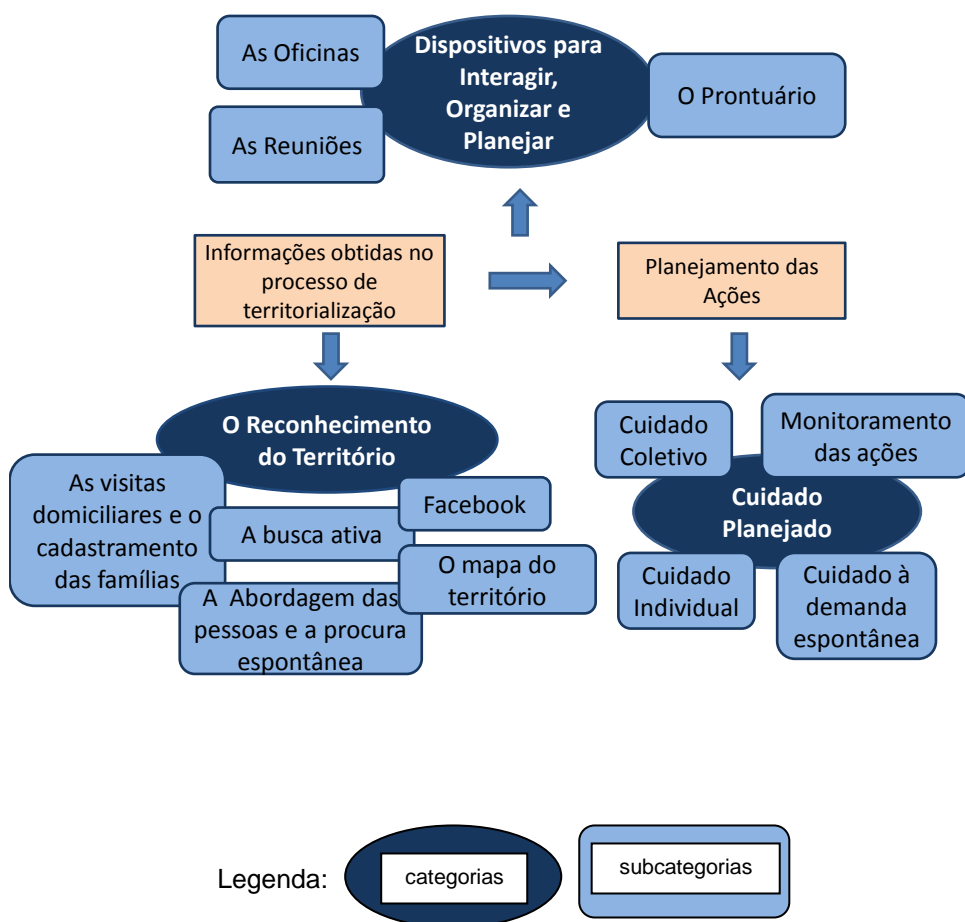 As Oficinas
As Reuniões
Dispositivos para
Interagir,
Organizar e
Planejar
O Prontuário
Informações obtidas no
processo de
territorialização
Planejamento das
Ações
O Reconhecimento
do Território
As visitas
domiciliares e o
cadastramento
das famílias
A busca ativa
Facebook
O mapa do
território
A Abordagem das
pessoas e a procura
espontânea
Cuidado
Coletivo
Monitoramento
das ações
Cuidado
Planejado
Cuidado
Individual
Cuidado à
demanda
espontânea
Legenda:
categorias
subcategorias